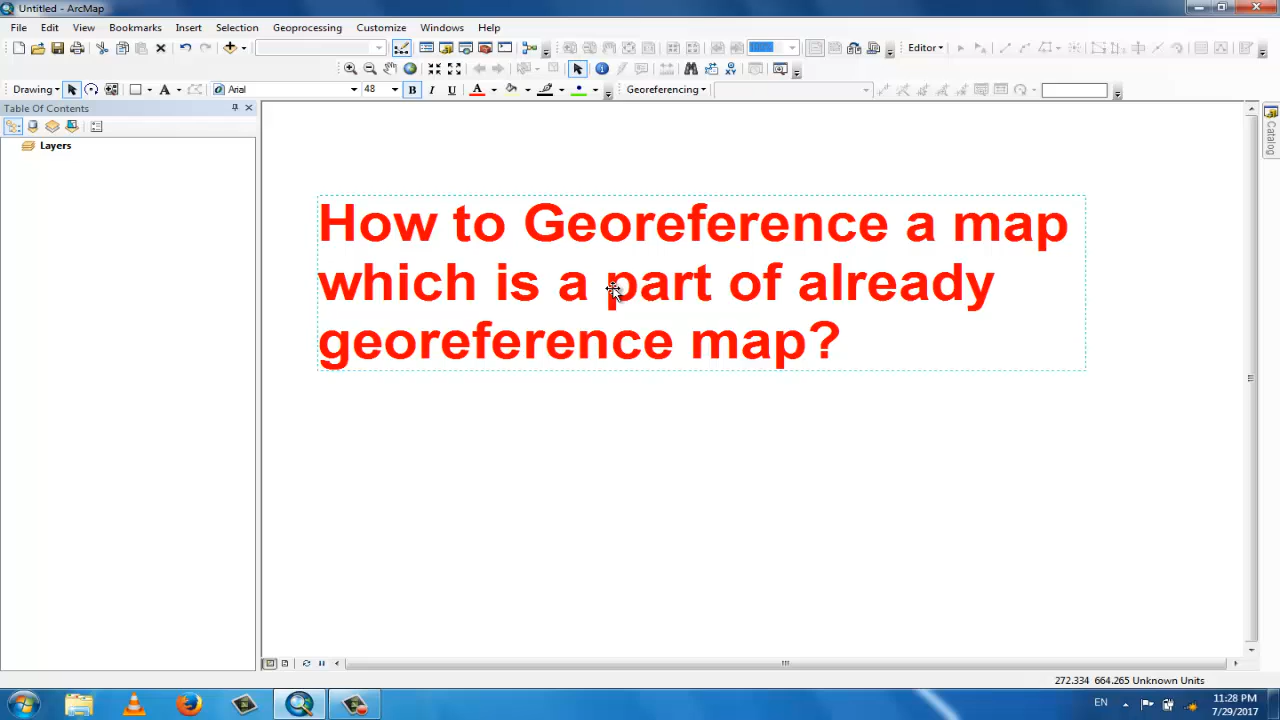 Untitled - ArcMap
File Edit View Bookmarks Insert Selection Geoprocessing Customize Windows Help
Editor
Drawing A Arial 48 B I U A Georeferencing
Table Of Contents
Layers
Catalog
How to Georeference a map
which is a part of already
georeference map?
272.334 664.265 Unknown Units
EN
11:28 PM
7/29/2017